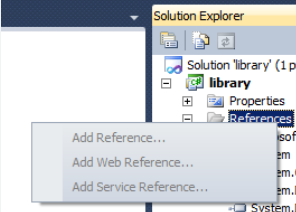 Solution Explorer
Solution 'library' (1 p
library
Properties
References
Add Reference...
Add Web Reference...
Add Service Reference...
System.